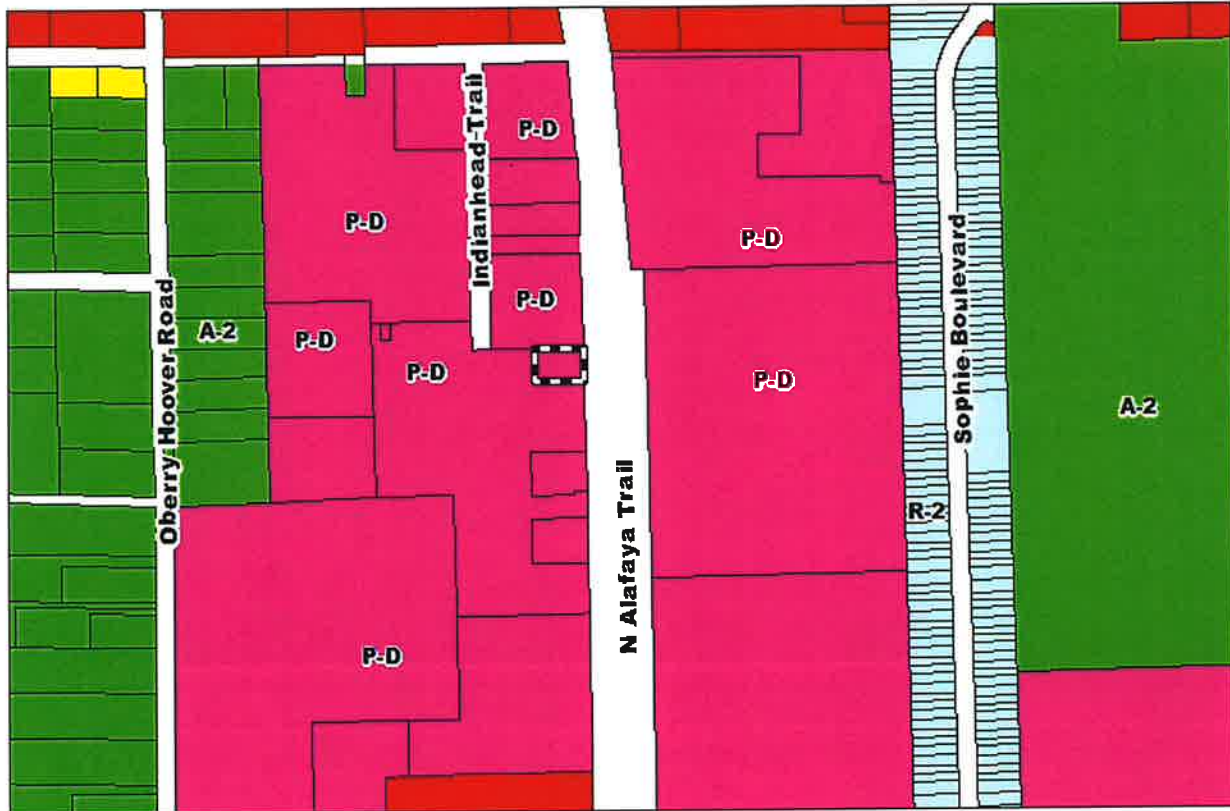 P-D
Indianhead Trail
P-D
P-D
Sophie Boulevard
P-D
Oberry Hoover Road
A-2
P-D
P-D
P-D
P-D
A-2
N Alafaya Trail
R-2
P-D